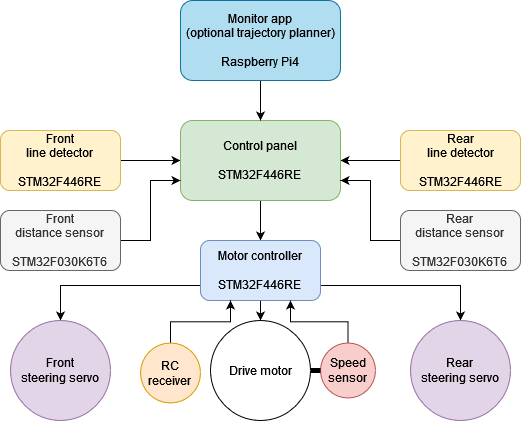 Monitor app
(optional trajectory planner)
Raspberry Pi4
Control panel
STM32F446RE
Front
line detector
STM32F446RE
Rear
line detector
STM32F446RE
Front
distance sensor
STM32F030K6T6
Rear
distance sensor
STM32F030K6T6
Motor controller
STM32F446RE
Front
steering servo
RC
receiver
Drive motor
Speed
sensor
Rear
steering servo